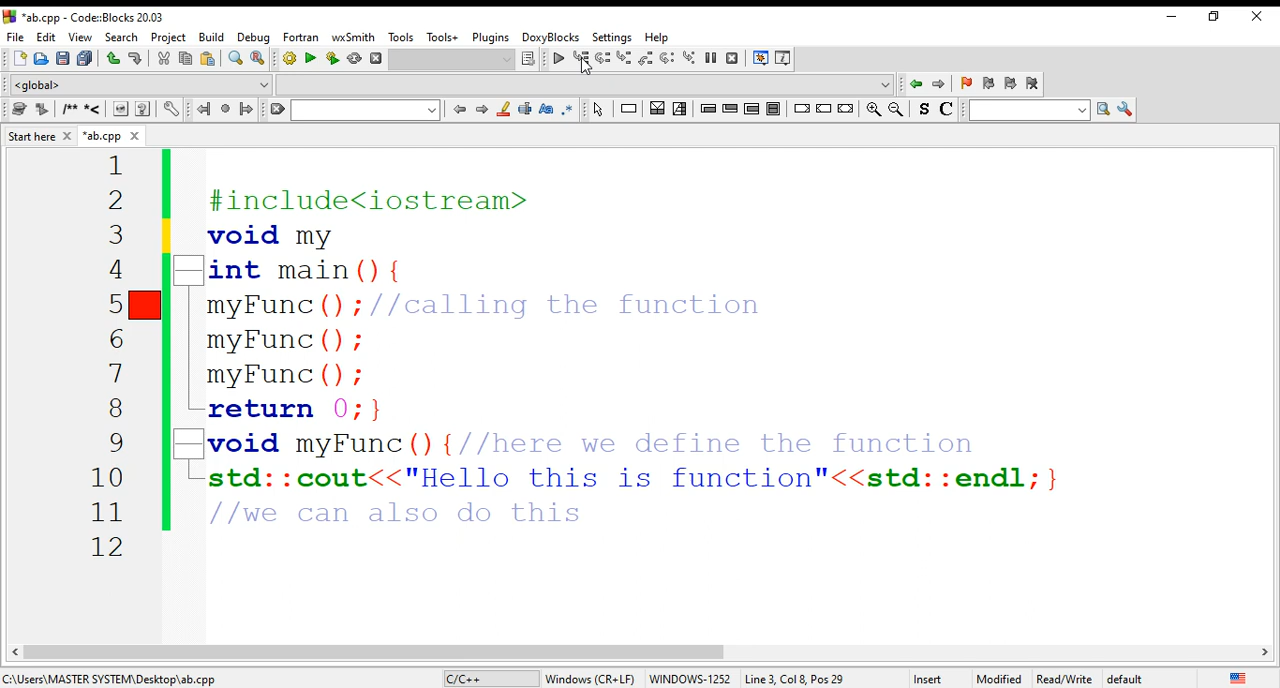 *ab.cpp - Code::Blocks 20.03
File Edit View Search Project Build Debug Fortran wxSmith Tools Tools+ Plugins DoxyBlocks Settings Help
<global>
/** *<
S C
Start here *ab.cpp
1
2 #include<iostream>
3 void my
4 int main(){
5 myFunc();//calling the function
6 myFunc();
7 myFunc();
8 return 0;}
9 void myFunc(){//here we define the function
10 std::cout<<"Hello this is function"<<std::endl;}
11 //we can also do this
12
C:\Users\MASTER SYSTEM\Desktop\ab.cpp C/C++ Windows (CR+LF) WINDOWS-1252 Line 3, Col 8, Pos 29 Insert Modified Read/Write default